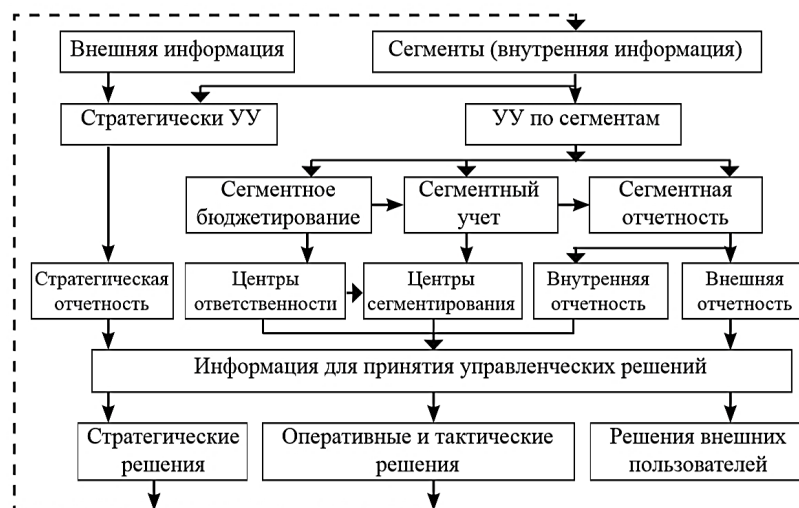 Внешняя информация
Сегменты (внутренняя информация)
Стратегически УУ
УУ по сегментам
Сегментное
бюджетирование
Сегментный
учет
Сегментная
отчетность
Стратегическая
отчетность
Центры
ответственности
Центры
сегментирования
Внутренняя
отчетность
Внешняя
отчетность
Информация для принятия управленческих решений
Стратегические
решения
Оперативные и тактические
решения
Решения внешних
пользователей